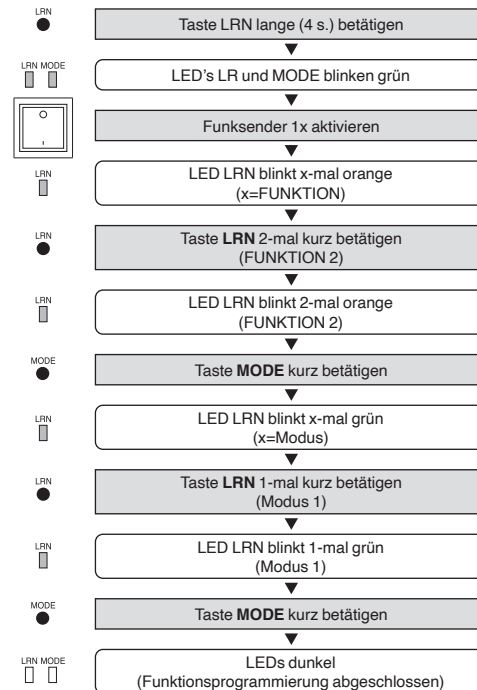 LRN
Taste LRN lange (4 s.) betätigen
LRN MODE
LED's LR und MODE blinken grün
Funksender 1x aktivieren
LRN
LED LRN blinkt x-mal orange
(x=FUNKTION)
LRN
Taste LRN 2-mal kurz betätigen
(FUNKTION 2)
LRN
LED LRN blinkt 2-mal orange
(FUNKTION 2)
MODE
Taste MODE kurz betätigen
LRN
LED LRN blinkt x-mal grün
(x=Modus)
LRN
Taste LRN 1-mal kurz betätigen
(Modus 1)
LRN
LED LRN blinkt 1-mal grün
(Modus 1)
MODE
Taste MODE kurz betätigen
LRN MODE
LEDs dunkel
(Funktionsprogrammierung abgeschlossen)